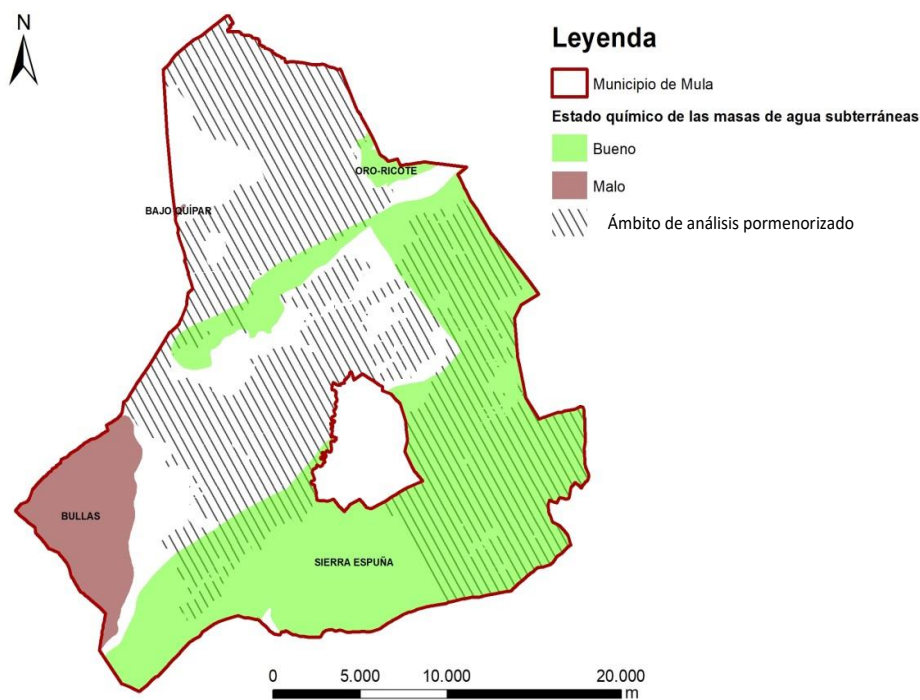 N
Leyenda
Municipio de Mula
Estado químico de las masas de agua subterráneas
Bueno
Malo
Ámbito de análisis pormenorizado
ORO-RICOTE
BAJO QUÍPAR
BULLAS
SIERRA ESPUÑA
0 5.000 10.000 20.000
m